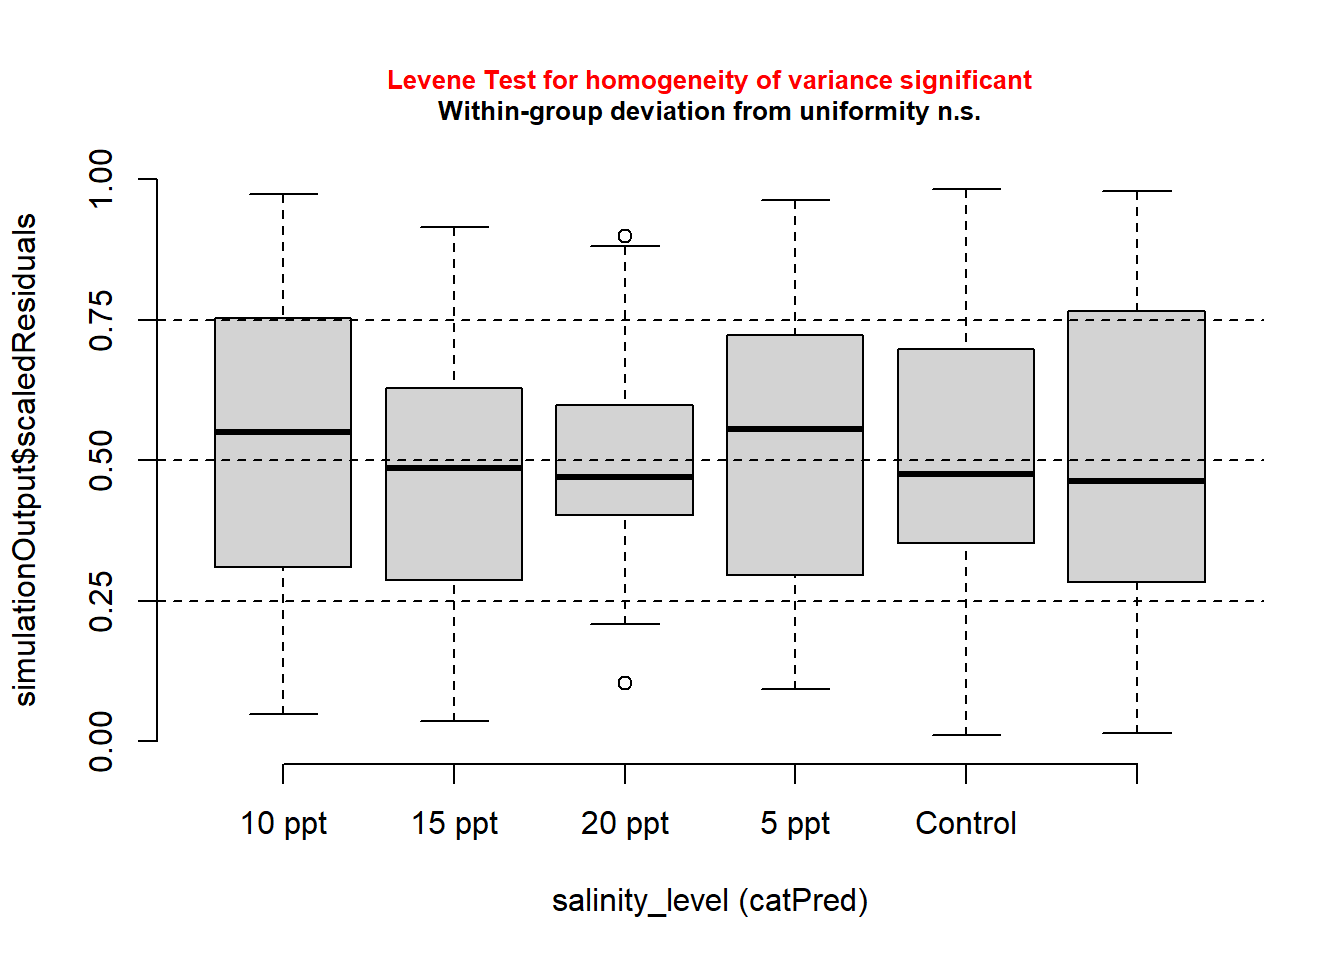 Levene Test for homogeneity of variance significant
Within-group deviation from uniformity n.s.
simulationOutput$scaledResiduals
1.00
0.75
0.50
0.25
0.00
10 ppt 15 ppt 20 ppt 5 ppt Control
salinity_level (catPred)